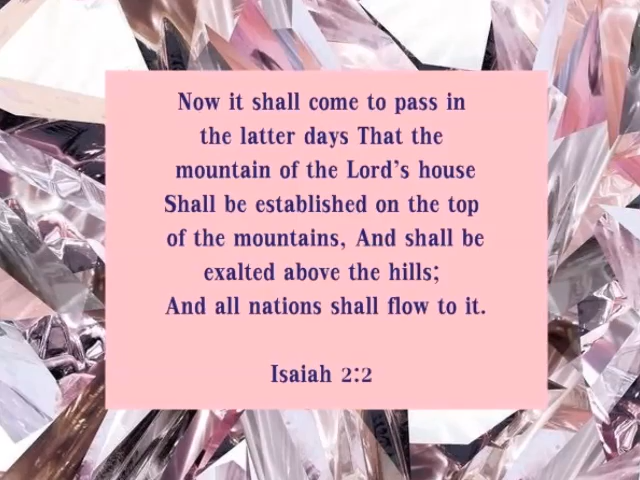 Now it shall come to pass in
the latter days That the
mountain of the Lord's house
Shall be established on the top
of the mountains, And shall be
exalted above the hills;
And all nations shall flow to it.
Isaiah 2:2